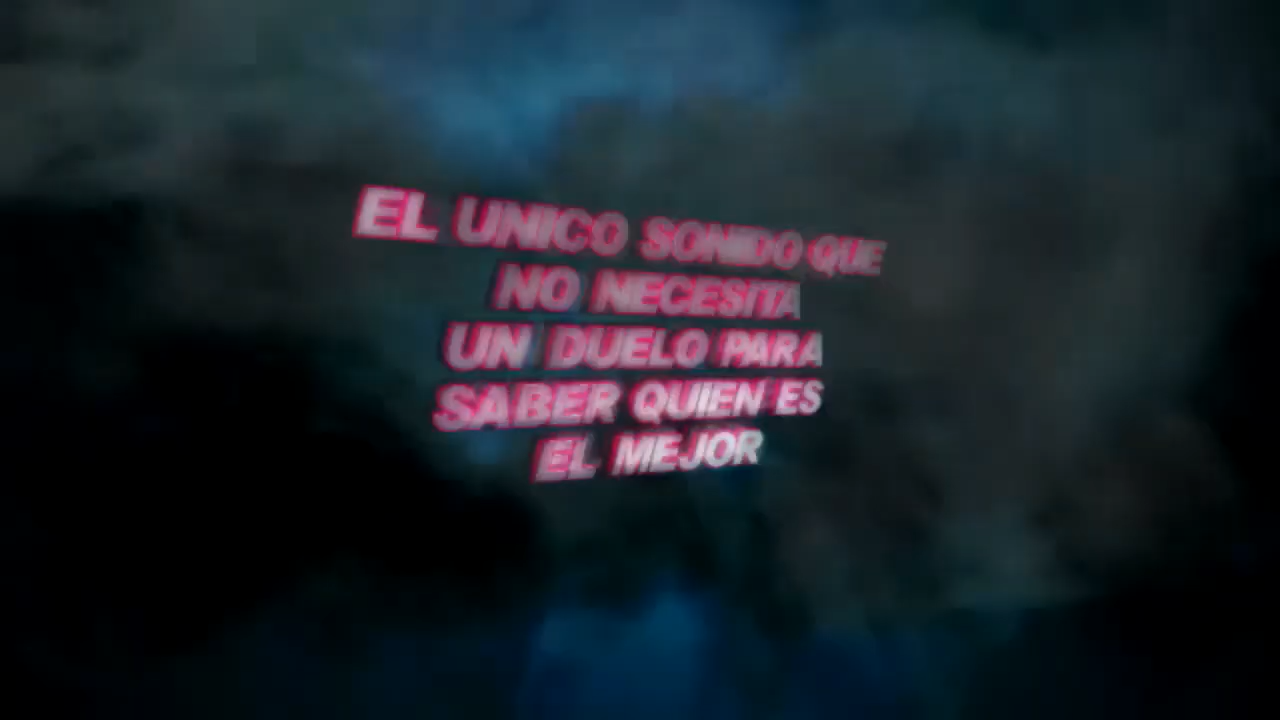 EL UNICO SONIDO QUE
NO NECESITA
UN DUELO PARA
SABER QUIEN ES
EL MEJOR